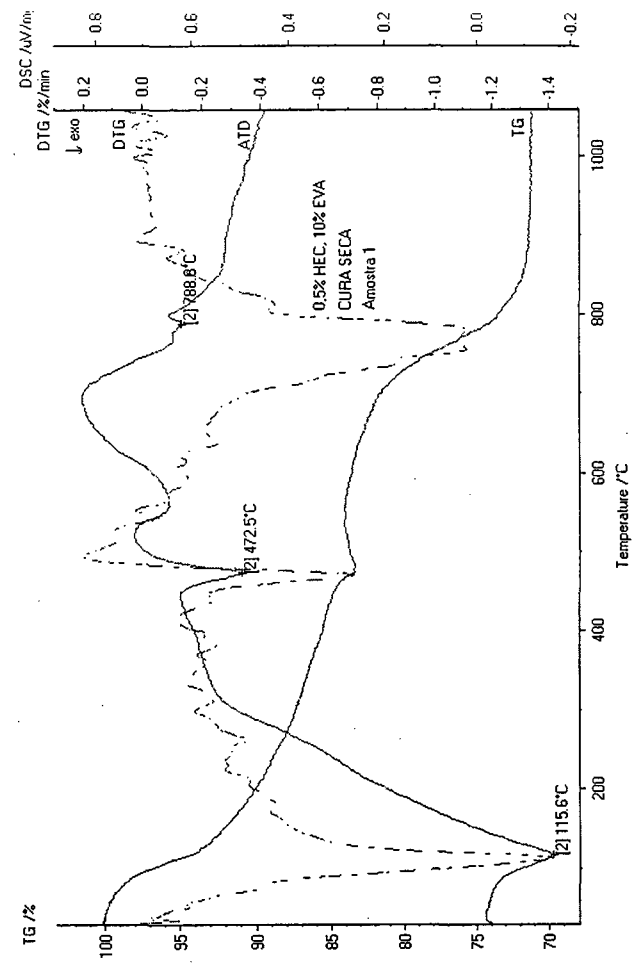 TG /%
DTG /%/min
DSC /uV/mg
↓ exo
100
95
90
85
80
75
70
0.2
0.0
-0.2
-0.4
-0.6
-0.8
-1.0
-1.2
-1.4
0.8
0.6
0.4
0.2
0.0
-0.2
DTG
ATD
TG
[2] 788.8°C
[2] 472.5°C
[2] 115.6°C
0,5% HEC, 10% EVA
CURA SECA
Amostra 1
200
400
600
800
1000
Temperature /°C